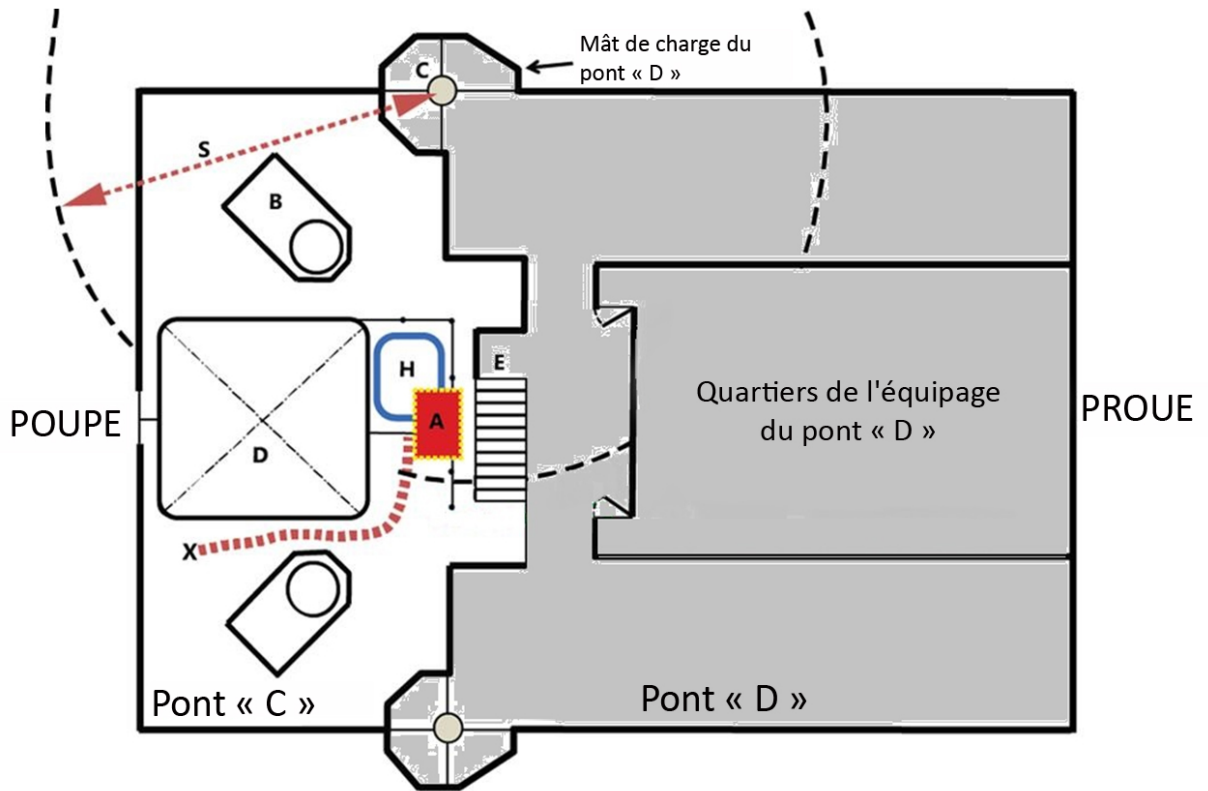 Mât de charge du
pont « D »
C
S
B
H
E
A
D
POUPE
Quartiers de l'équipage
du pont « D »
PROUE
X
Pont « C »
Pont « D »